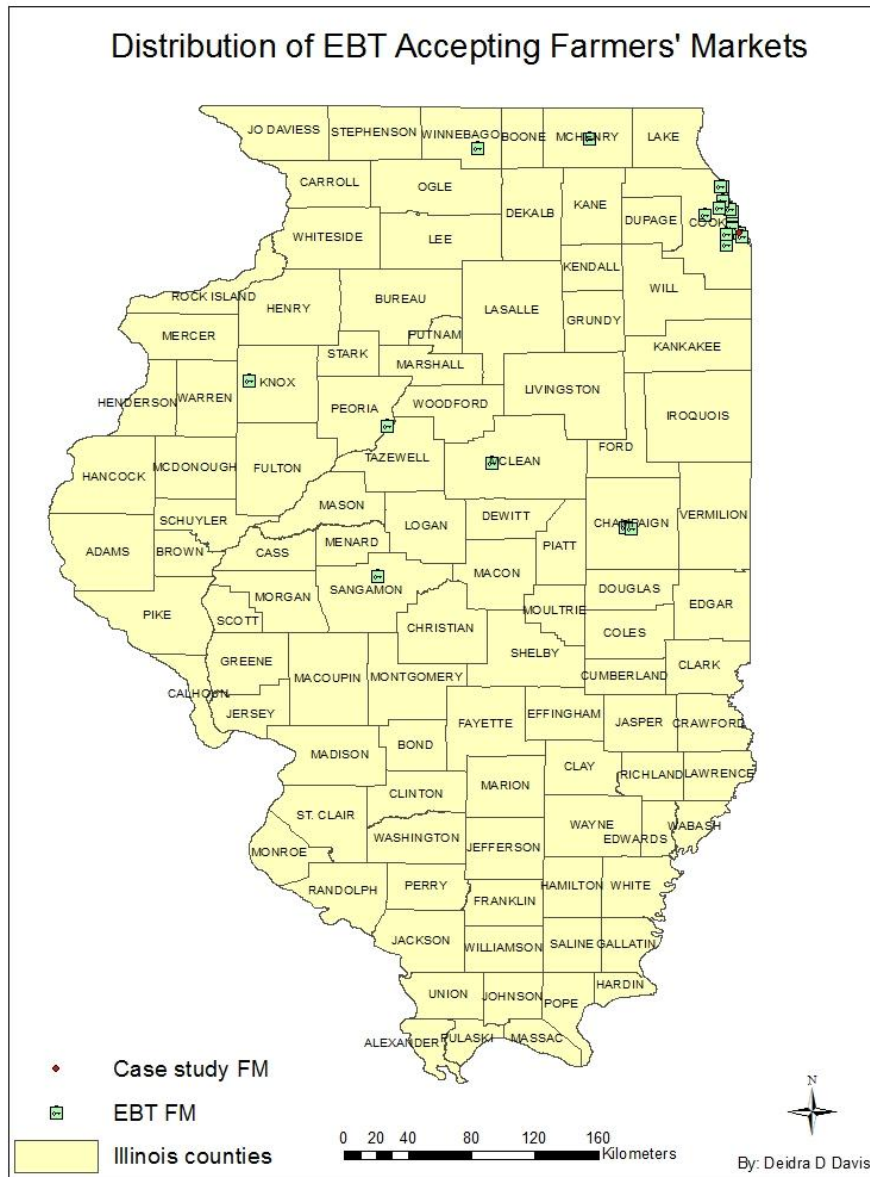 Distribution of EBT Accepting Farmers' Markets
JO DAVIESS
STEPHENSON
WINNEBAGO
BOONE
MCHENRY
LAKE
CARROLL
OGLE
DEKALB
KANE
DUPAGE
COOK
WHITESIDE
LEE
KENDALL
WILL
ROCK ISLAND
HENRY
BUREAU
LASALLE
GRUNDY
MERCER
PUTNAM
KANKAKEE
STARK
MARSHALL
HENDERSON
WARREN
KNOX
PEORIA
WOODFORD
LIVINGSTON
IROQUOIS
FORD
TAZEWELL
MCLEAN
HANCOCK
MCDONOUGH
FULTON
MASON
LOGAN
DEWITT
CHAMPAIGN
VERMILION
SCHUYLER
ADAMS
BROWN
CASS
MENARD
PIATT
MACON
SANGAMON
DOUGLAS
MORGAN
MOULTRIE
EDGAR
PIKE
SCOTT
CHRISTIAN
COLES
SHELBY
GREENE
MACOUPIN
MONTGOMERY
CUMBERLAND
CLARK
CALHOUN
JERSEY
FAYETTE
EFFINGHAM
JASPER
CRAWFORD
MADISON
BOND
CLAY
MARION
RICHLAND
LAWRENCE
CLINTON
ST. CLAIR
WAYNE
WABASH
WASHINGTON
EDWARDS
JEFFERSON
MONROE
RANDOLPH
PERRY
HAMILTON
WHITE
FRANKLIN
JACKSON
WILLIAMSON
SALINE
GALLATIN
HARDIN
UNION
JOHNSON
POPE
ALEXANDER
PULASKI
MASSAC
Case study FM
EBT FM
Illinois counties
0 20 40 80 120 160
Kilometers
N
By: Deidra D Davis